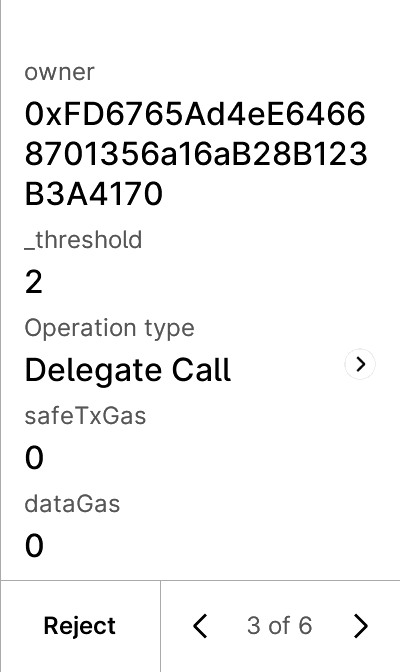 owner
0xFD6765Ad4eE6466
8701356a16aB28B123
B3A4170
_threshold
2
Operation type
Delegate Call
safeTxGas
0
dataGas
0
Reject
3 of 6